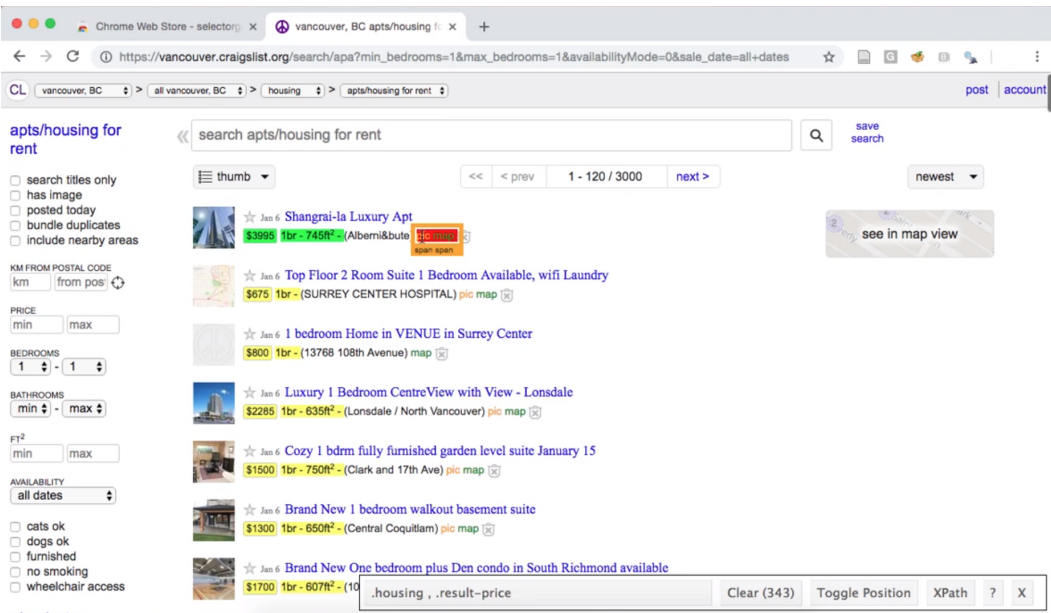 Chrome Web Store - selectorg
vancouver, BC apts/housing fo
https://vancouver.craigslist.org/search/apa?min_bedrooms=1&max_bedrooms=1&availabilityMode=0&sale_date=all+dates
CL vancouver, BC > all vancouver, BC > housing > apts/housing for rent post account
apts/housing for
rent
search apts/housing for rent
save
search
search titles only
has image
posted today
bundle duplicates
include nearby areas
KM FROM POSTAL CODE
km from pos
PRICE
min max
BEDROOMS
1 - 1
BATHROOMS
min - max
FT2
min max
AVAILABILITY
all dates
cats ok
dogs ok
furnished
no smoking
wheelchair access
thumb << < prev 1 - 120 / 3000 next > newest
see in map view
Jan 6 Shangrai-la Luxury Apt
$3995 1br - 745ft2 - (Alberni&bute pic map
span span
Jan 6 Top Floor 2 Room Suite 1 Bedroom Available, wifi Laundry
$675 1br - (SURREY CENTER HOSPITAL) pic map
Jan 6 1 bedroom Home in VENUE in Surrey Center
$800 1br - (13768 108th Avenue) map
Jan 6 Luxury 1 Bedroom CentreView with View - Lonsdale
$2285 1br - 635ft2 - (Lonsdale / North Vancouver) pic map
Jan 6 Cozy 1 bdrm fully furnished garden level suite January 15
$1500 1br - 750ft2 - (Clark and 17th Ave) pic map
Jan 6 Brand New 1 bedroom walkout basement suite
$1300 1br - 650ft2 - (Central Coquitlam) pic map
Jan 6 Brand New One bedroom plus Den condo in South Richmond available
$1700 1br - 607ft2 - (10
.housing , .result-price Clear (343) Toggle Position XPath ? X